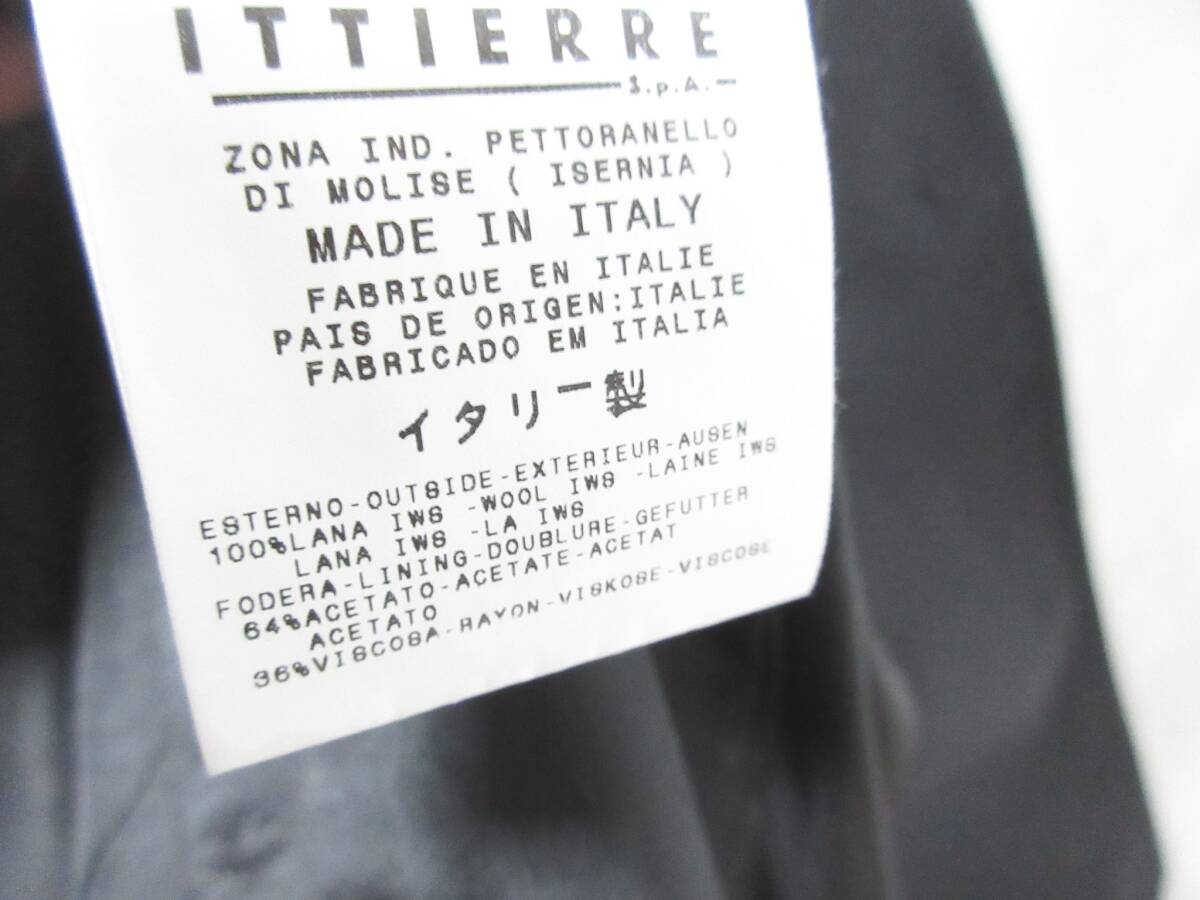 ITTIERRE
S.p.A.
ZONA IND. PETTORANELLO
DI MOLISE ( ISERNIA )
MADE IN ITALY
FABRIQUE EN ITALIE
PAIS DE ORIGEN:ITALIE
FABRICADO EM ITALIA
イタリー製
ESTERNO-OUTSIDE-EXTERIEUR-AUSEN
100%LANA IWS -WOOL IWS -LAINE IWS
LANA IWS -LA IWS
FODERA-LINING-DOUBLURE-GEFUTTER
64%ACETATO-ACETATE-ACETAT
ACETATO
36%VISCOSA-RAYON-VISKOSE-VISCOSE